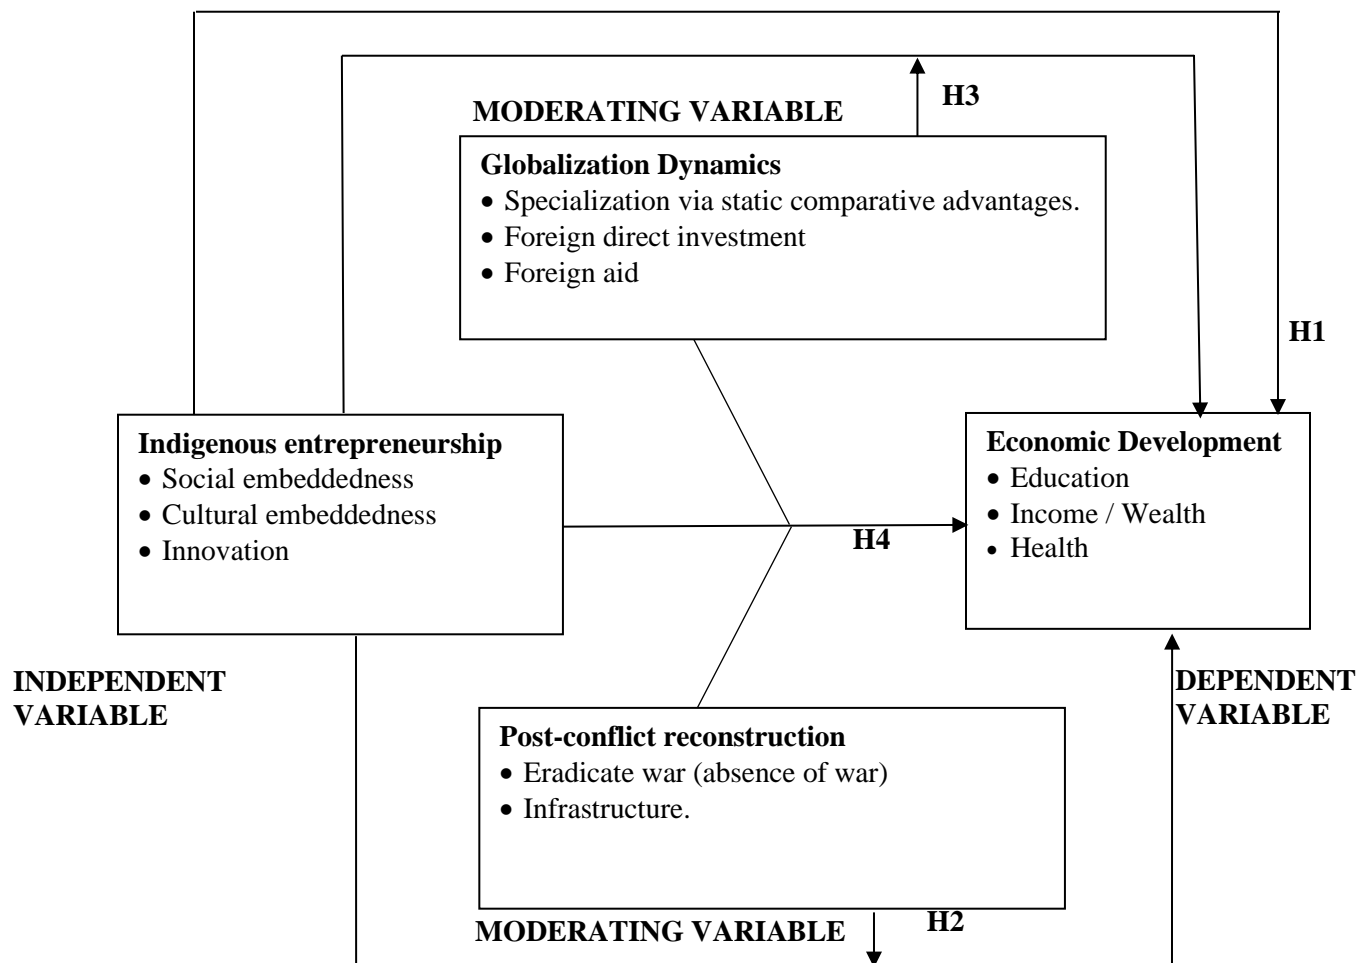 H3
MODERATING VARIABLE
Globalization Dynamics
• Specialization via static comparative advantages.
• Foreign direct investment
• Foreign aid
H1
Indigenous entrepreneurship
• Social embeddedness
• Cultural embeddedness
• Innovation
Economic Development
• Education
• Income / Wealth
• Health
H4
INDEPENDENT
VARIABLE
DEPENDENT
VARIABLE
Post-conflict reconstruction
• Eradicate war (absence of war)
• Infrastructure.
H2
MODERATING VARIABLE